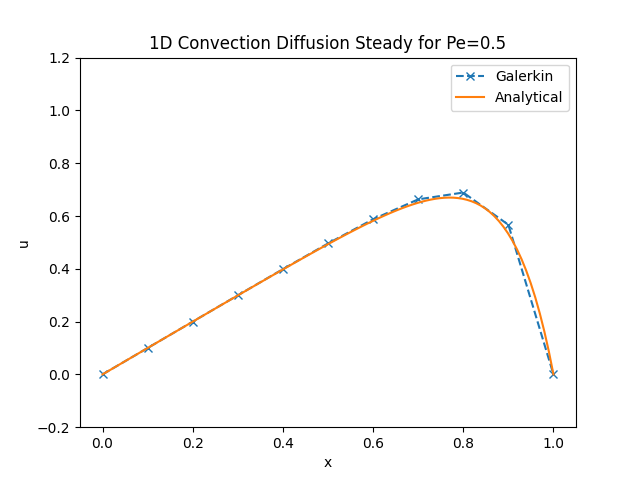 1D Convection Diffusion Steady for Pe=0.5
Galerkin
Analytical
1.2
1.0
0.8
0.6
0.4
0.2
0.0
−0.2
u
0.0 0.2 0.4 0.6 0.8 1.0
x